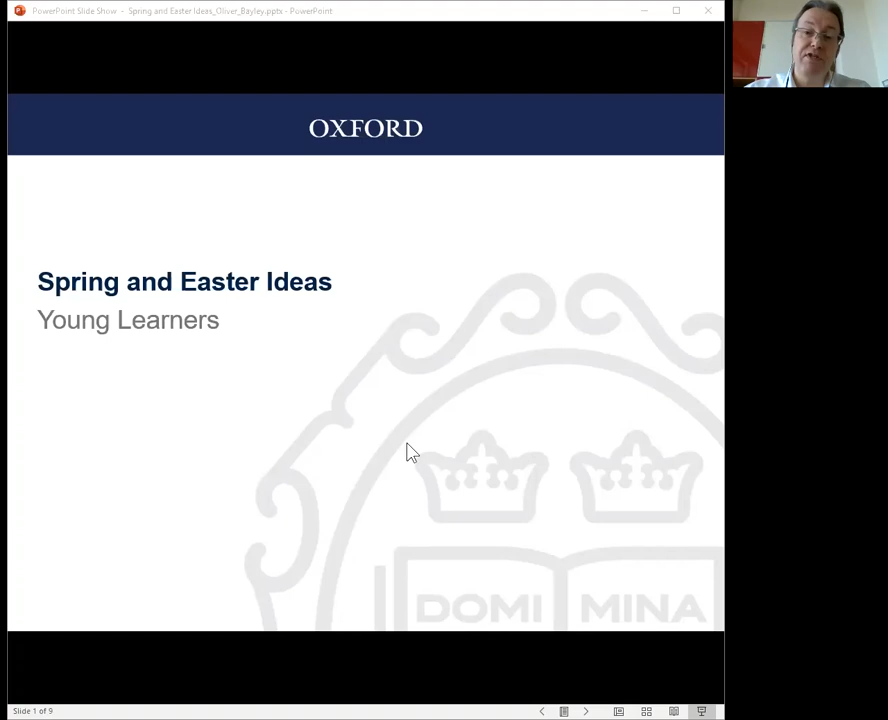 PowerPoint Slide Show - Spring and Easter Ideas_Oliver_Bayley.pptx - PowerPoint
OXFORD
Spring and Easter Ideas
Young Learners
DOMI MINA
Slide 1 of 9